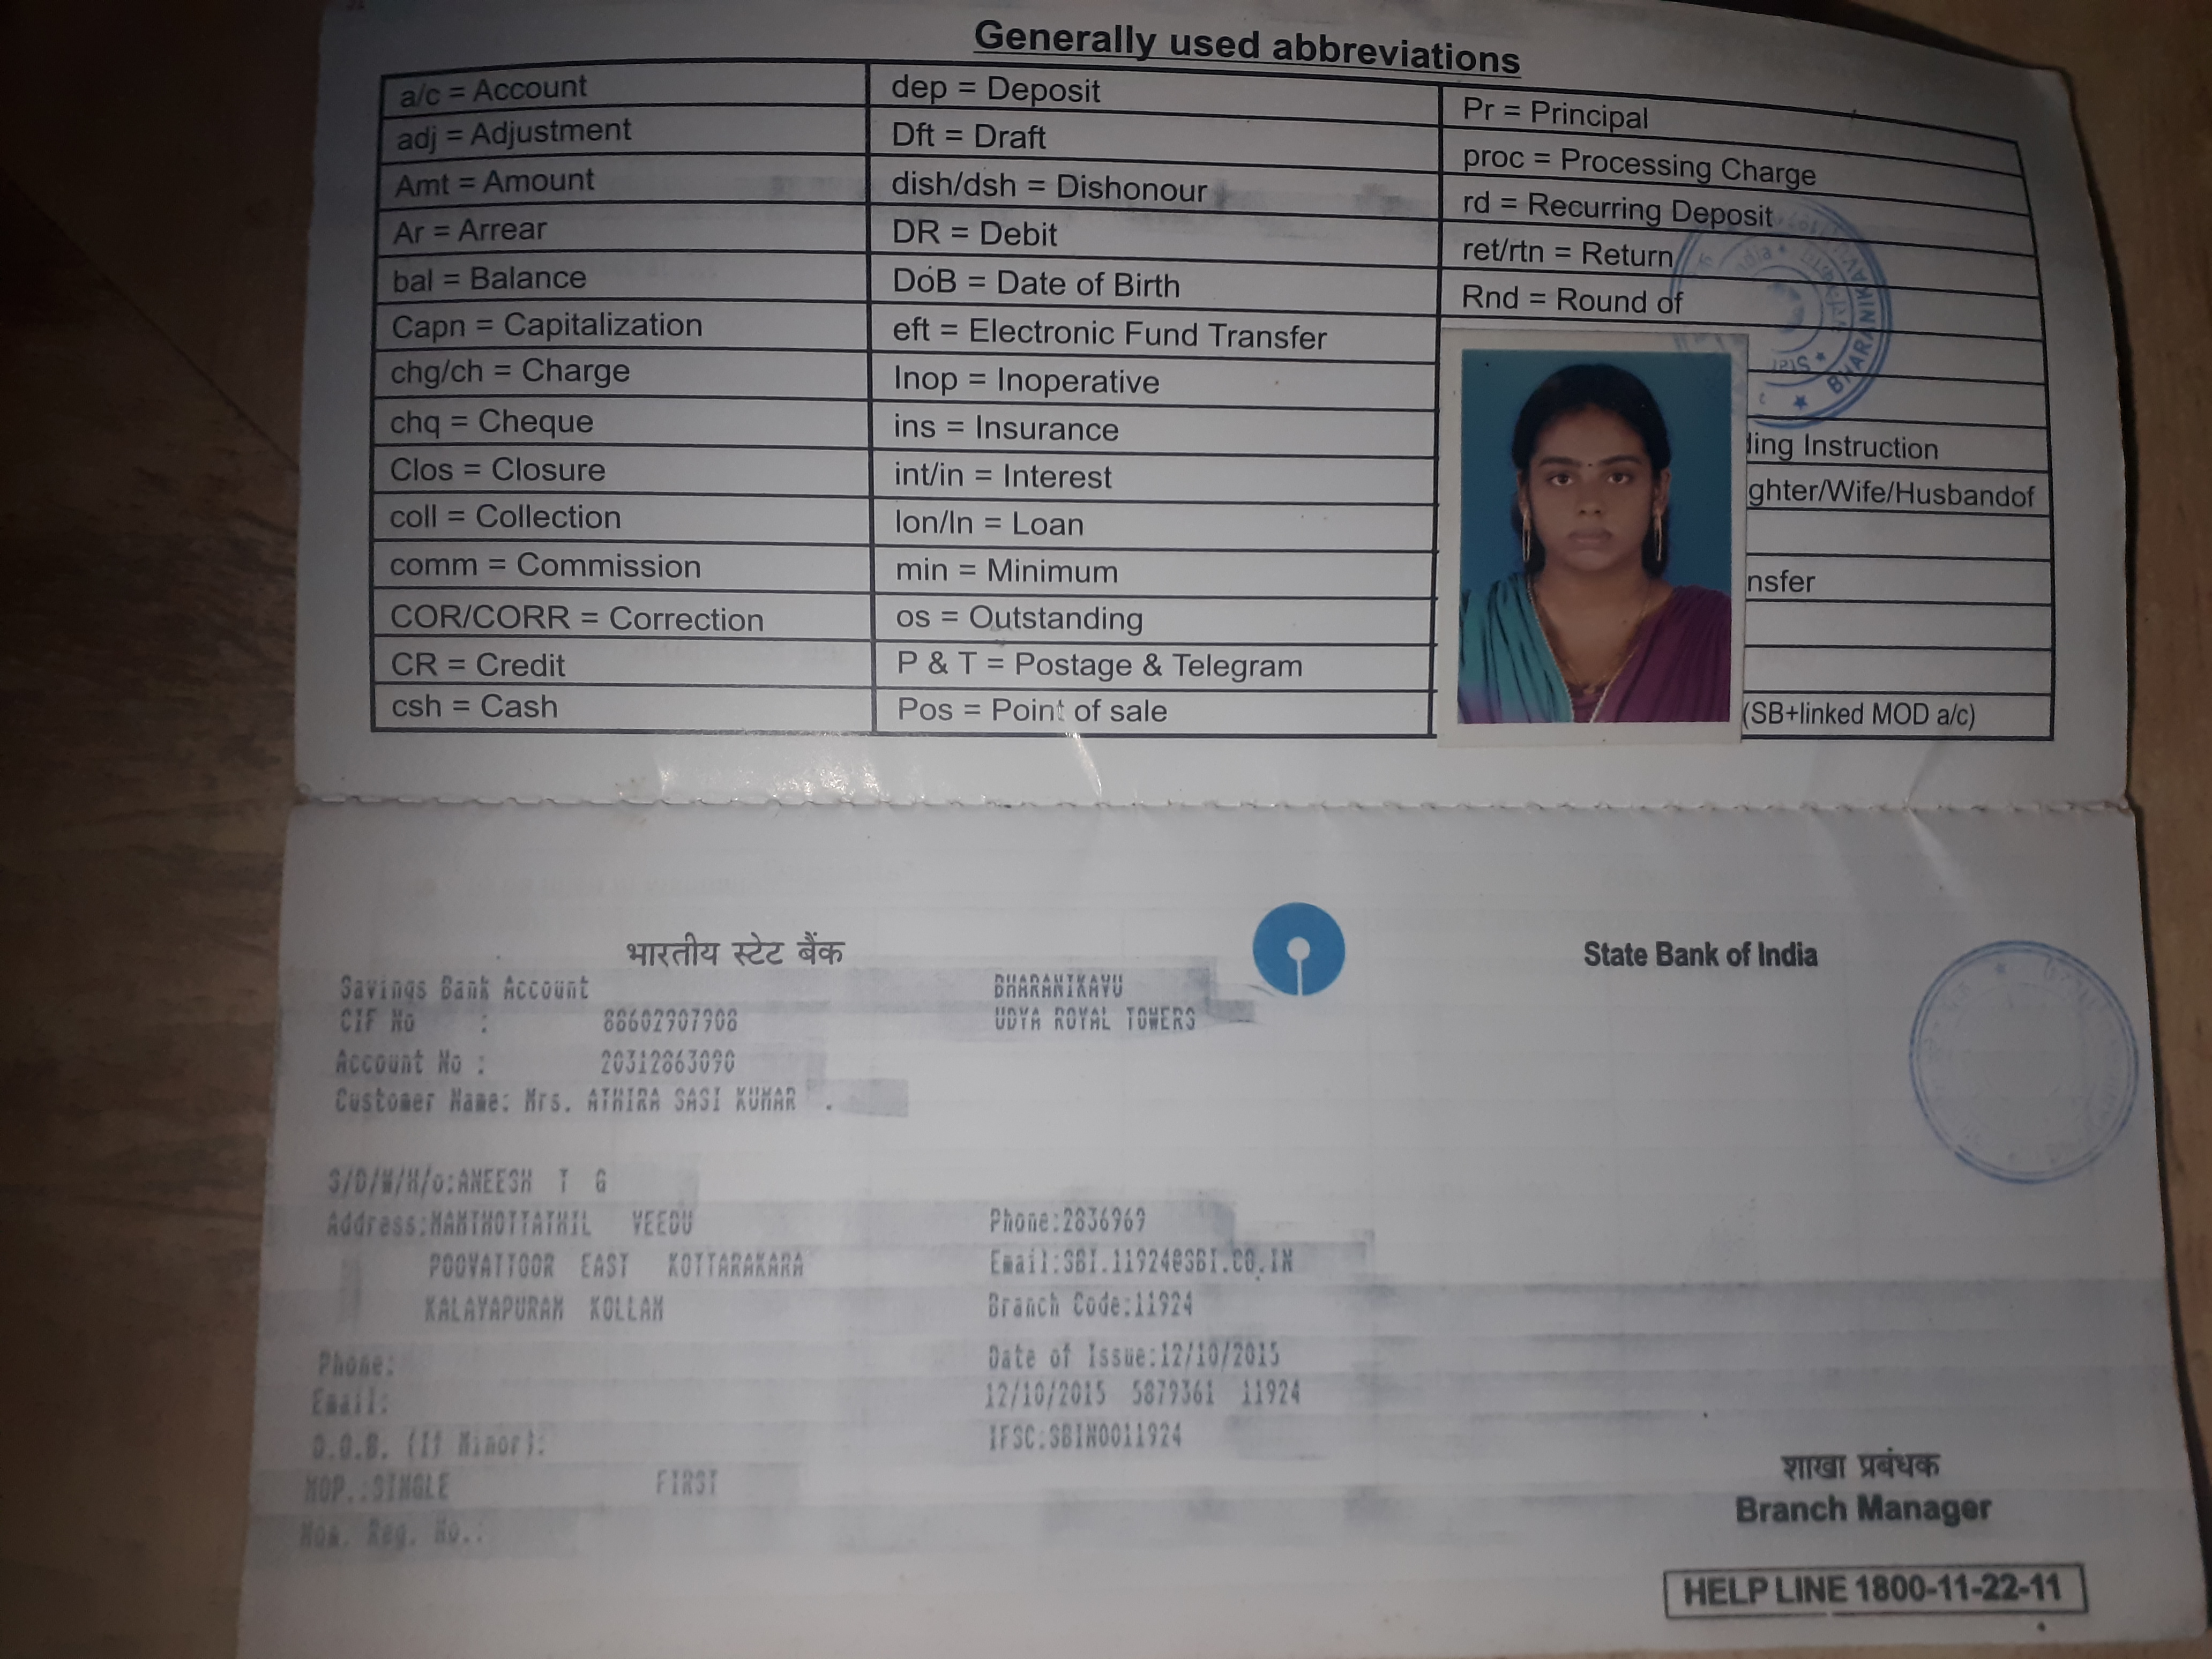 Generally used abbreviations
a/c = Account
adj = Adjustment
Amt = Amount
Ar = Arrear
bal = Balance
Capn = Capitalization
chg/ch = Charge
chq = Cheque
Clos = Closure
coll = Collection
comm = Commission
COR/CORR = Correction
CR = Credit
csh = Cash
dep = Deposit
Dft = Draft
dish/dsh = Dishonour
DR = Debit
DoB = Date of Birth
eft = Electronic Fund Transfer
Inop = Inoperative
ins = Insurance
int/in = Interest
lon/ln = Loan
min = Minimum
os = Outstanding
P & T = Postage & Telegram
Pos = Point of sale
Pr = Principal
proc = Processing Charge
rd = Recurring Deposit
ret/rtn = Return
Rnd = Round of
ding Instruction
ghter/Wife/Husbandof
nsfer
(SB+linked MOD a/c)
BHARANIKAVU
भारतीय स्टेट बैंक
State Bank of India
Savings Bank Account
CIF No : 88602907908
Account No : 20312863090
Customer Name: Mrs. ATHIRA SASI KUMAR .
S/D/W/H/o:ANEESH T G
Address:MANTHOTTATHIL VEEDU
POOVATTOOR EAST KOTTARAKARA
KALAYAPURAM KOLLAM
Phone:
Email:
D.O.B. (If Minor):
MOP.:SINGLE FIRST
Nom. Reg. No.:
BHARANIKAVU
UDYA ROYAL TOWERS
Phone:2836969
Email:SBI.11924@SBI.CO.IN
Branch Code:11924
Date of Issue:12/10/2015
12/10/2015 5879361 11924
IFSC:SBIN0011924
शाखा प्रबंधक
Branch Manager
HELP LINE 1800-11-22-11